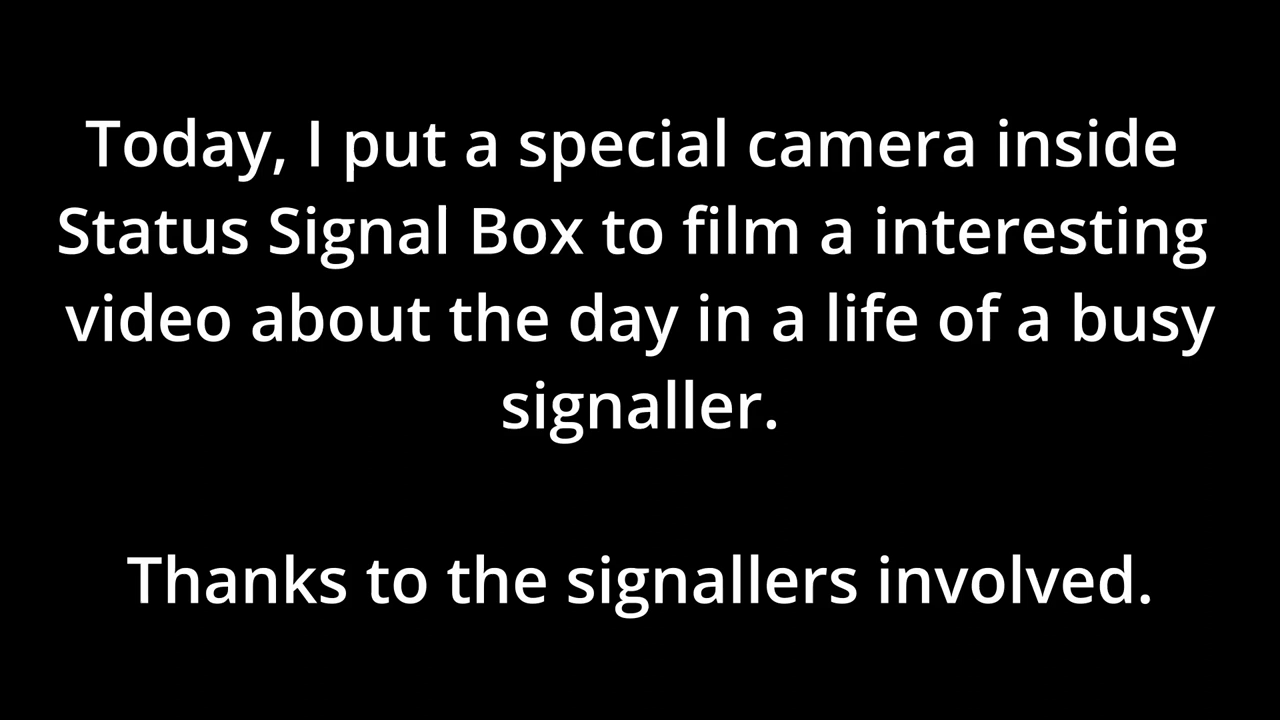 Today, I put a special camera inside
Status Signal Box to film a interesting
video about the day in a life of a busy
signaller.
Thanks to the signallers involved.